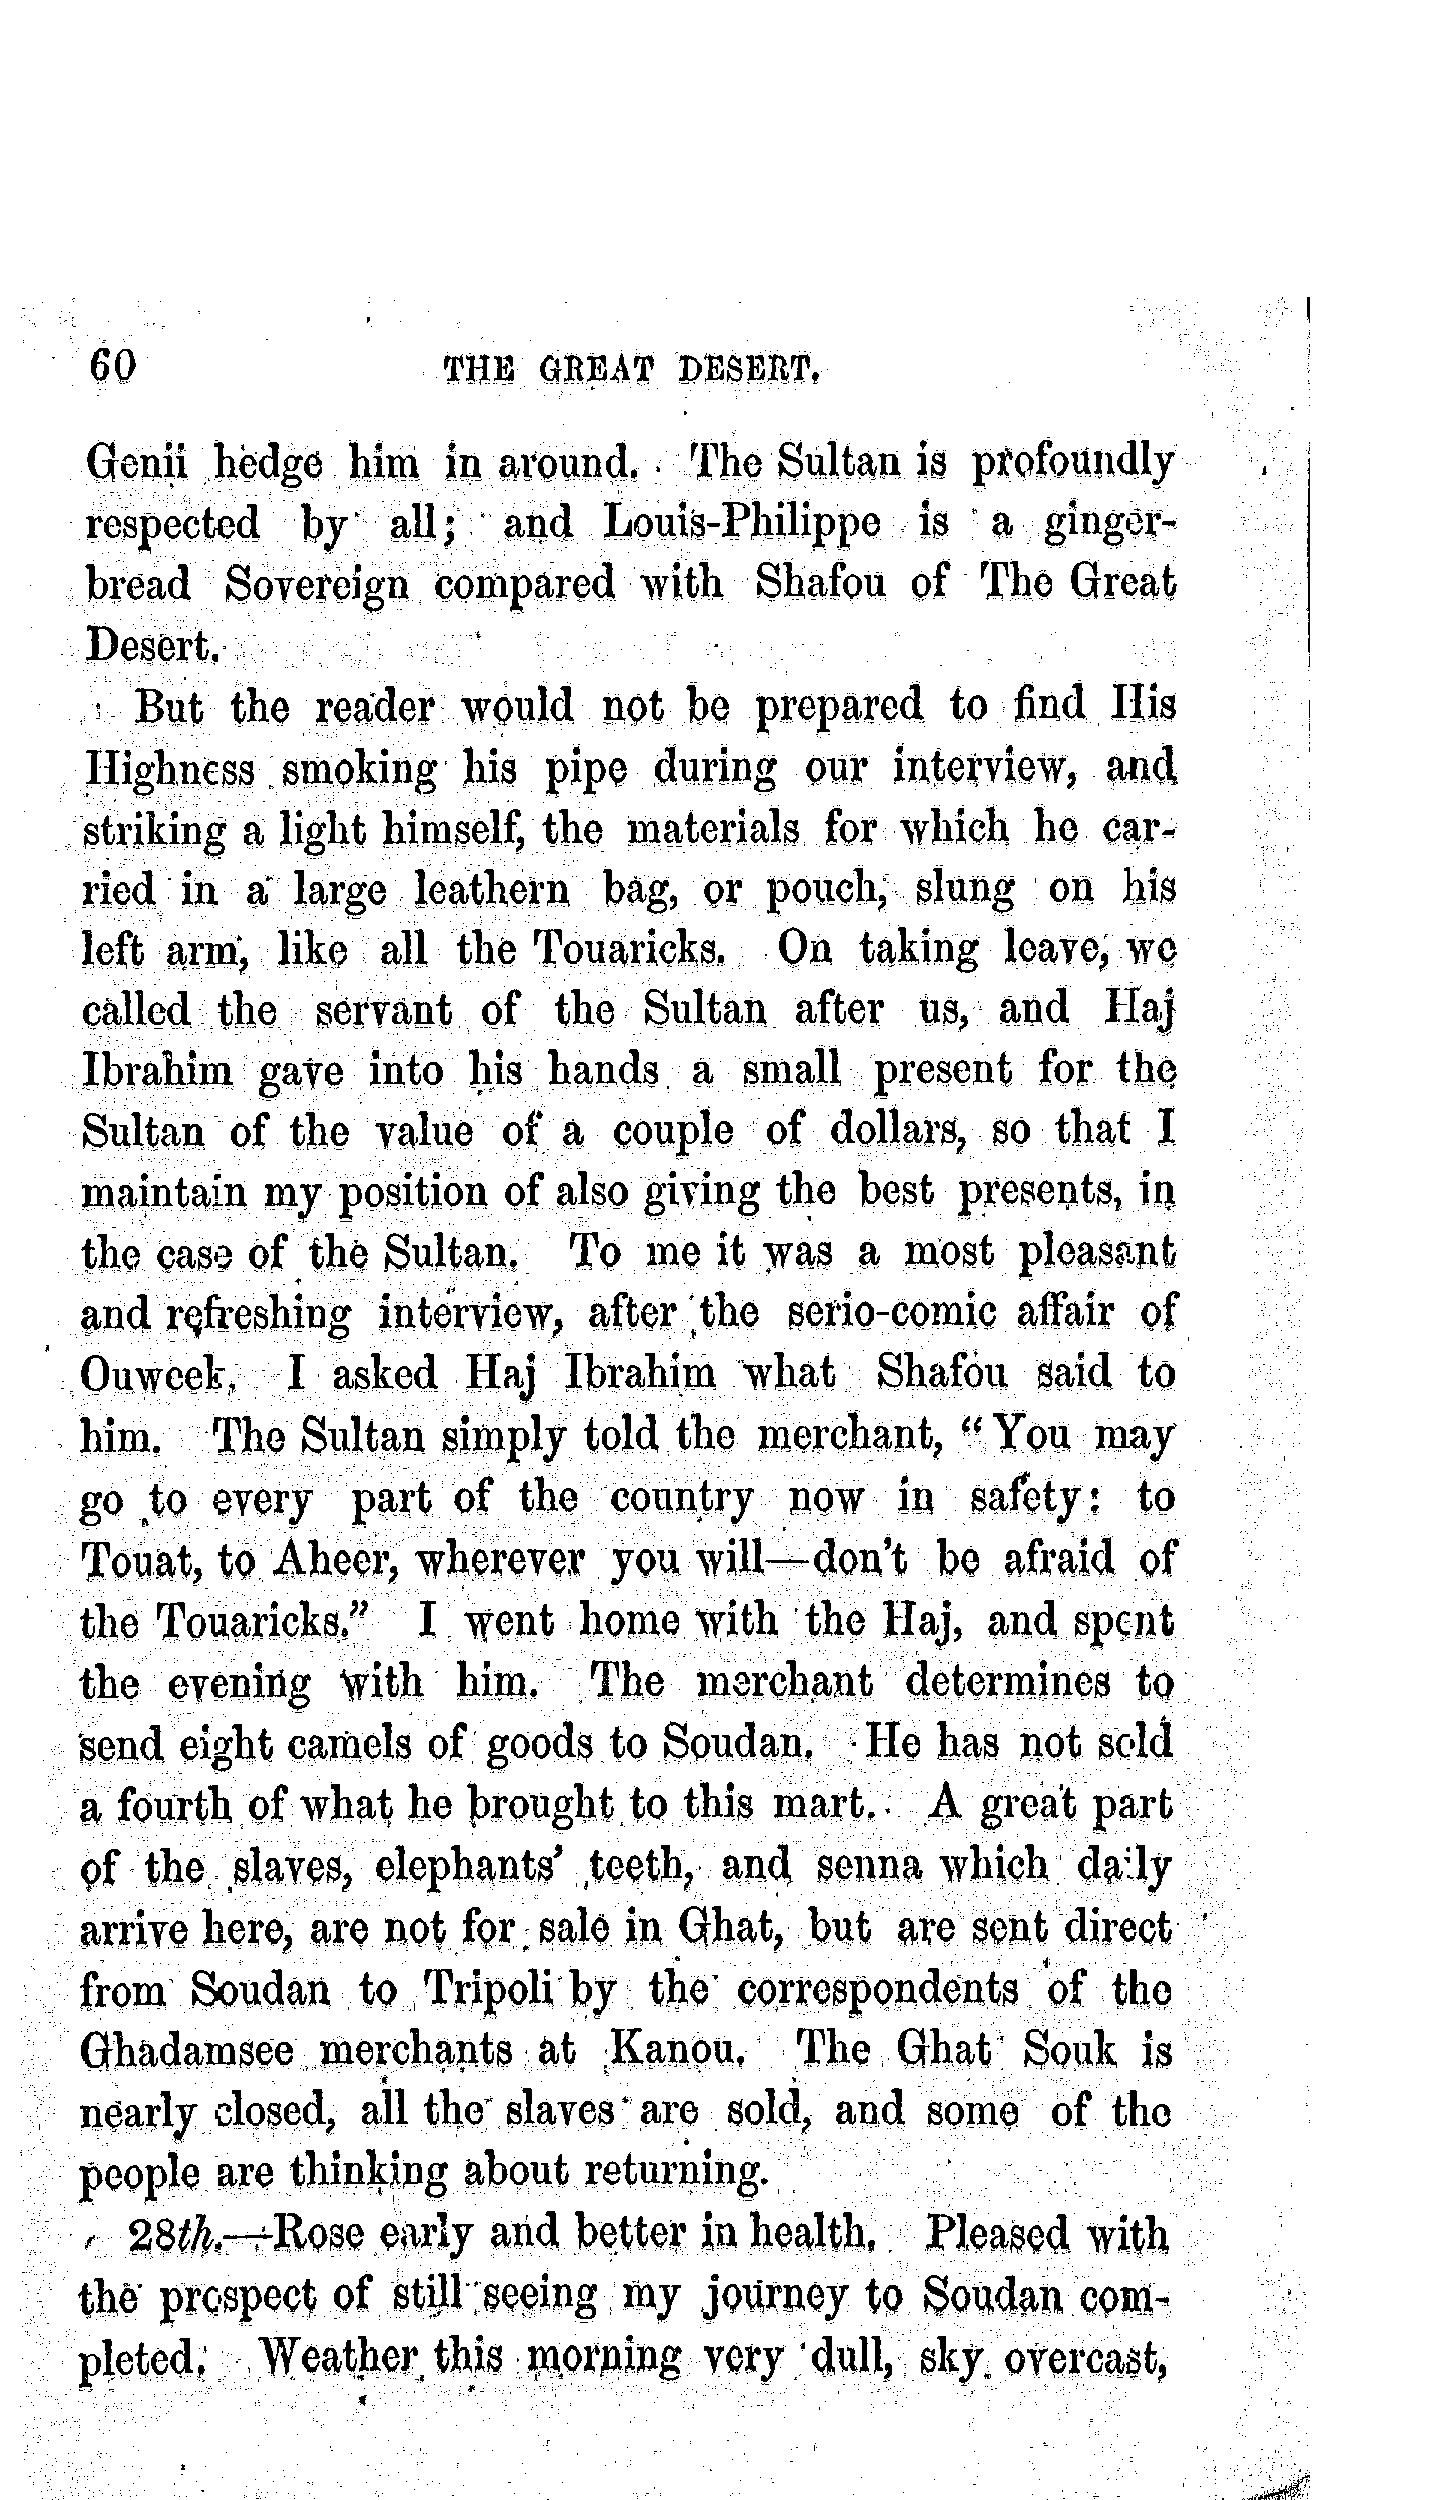 60 THE GREAT DESERT.
Genii hedge him in around. The Sultan is profoundly
respected by all; and Louis-Philippe is a ginger-
bread Sovereign compared with Shafou of The Great
Desert.
But the reader would not be prepared to find His
Highness smoking his pipe during our interview, and
striking a light himself, the materials for which he car-
ried in a large leathern bag, or pouch, slung on his
left arm, like all the Touaricks. On taking leave, we
called the servant of the Sultan after us, and Haj
Ibrahim gave into his hands a small present for the
Sultan of the value of a couple of dollars, so that I
maintain my position of also giving the best presents, in
the case of the Sultan. To me it was a most pleasant
and refreshing interview, after the serio-comic affair of
Ouweek. I asked Haj Ibrahim what Shafou said to
him. The Sultan simply told the merchant, "You may
go to every part of the country now in safety: to
Touat, to Aheer, wherever you will—don't be afraid of
the Touaricks." I went home with the Haj, and spent
the evening with him. The merchant determines to
send eight camels of goods to Soudan. He has not sold
a fourth of what he brought to this mart. A great part
of the slaves, elephants' teeth, and senna which daily
arrive here, are not for sale in Ghat, but are sent direct
from Soudan to Tripoli by the correspondents of the
Ghadamsee merchants at Kanou. The Ghat Souk is
nearly closed, all the slaves are sold, and some of the
people are thinking about returning.
28th.—Rose early and better in health. Pleased with
the prospect of still seeing my journey to Soudan com-
pleted. Weather this morning very dull, sky overcast,